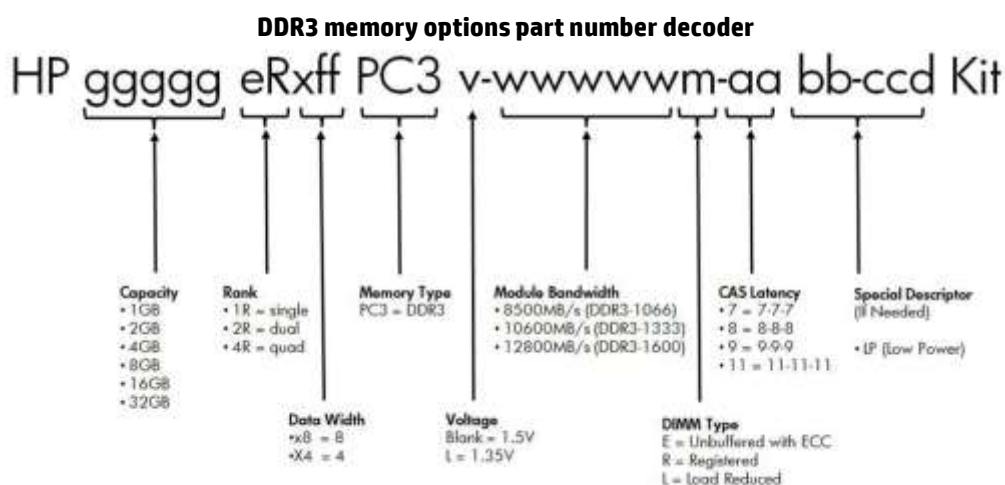 DDR3 memory options part number decoder
HP ggggg eRxff PC3 v-wwwwwm-aa bb-ccd Kit
Capacity
• 1GB
• 2GB
• 4GB
• 8GB
• 16GB
• 32GB
Rank
• 1R = single
• 2R = dual
• 4R = quad
Memory Type
PC3 = DDR3
Module Bandwidth
• 8500MB/s (DDR3-1066)
• 10600MB/s (DDR3-1333)
• 12800MB/s (DDR3-1600)
CAS Latency
• 7 = 7-7-7
• 8 = 8-8-8
• 9 = 9-9-9
• 11 = 11-11-11
Special Descriptor
(If Needed)
• LP (Low Power)
Data Width
•x8 = 8
•X4 = 4
Voltage
Blank = 1.5V
L = 1.35V
DIMM Type
E = Unbuffered with ECC
R = Registered
L = Load Reduced